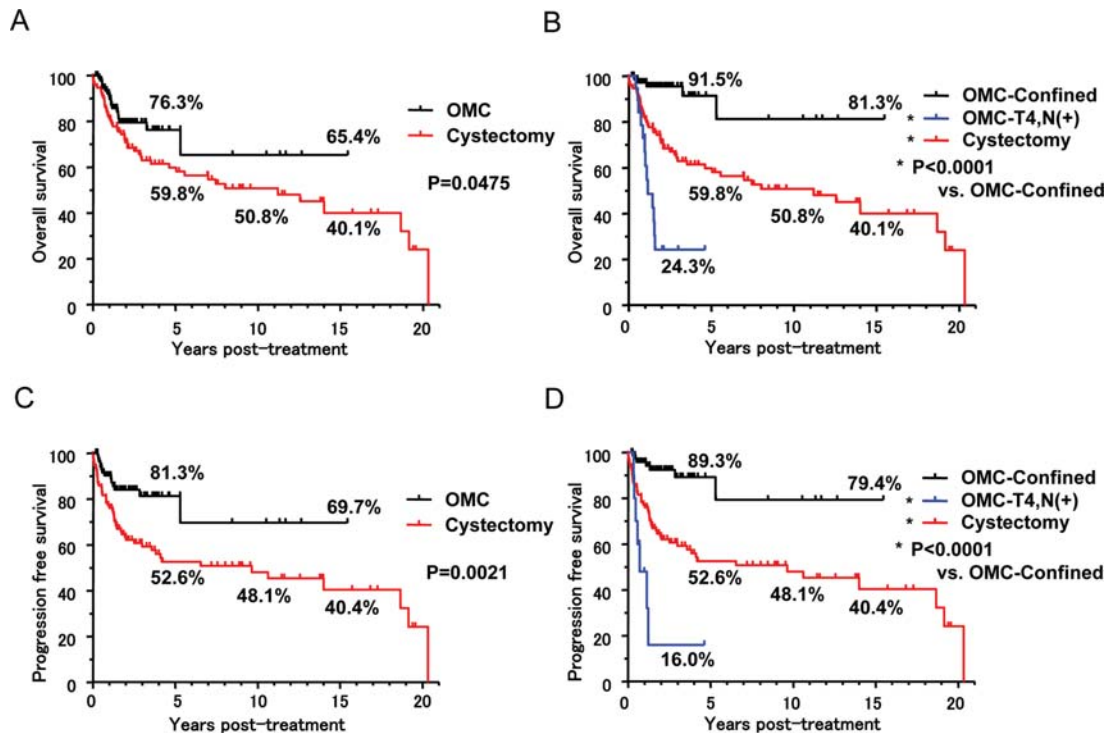 A
Overall survival
100
80
60
40
20
0
0 5 10 15 20
Years post-treatment
76.3%
65.4%
59.8%
50.8%
40.1%
OMC
Cystectomy
P=0.0475
B
Overall survival
100
80
60
40
20
0
0 5 10 15 20
Years post-treatment
91.5%
81.3%
59.8%
50.8%
40.1%
24.3%
OMC-Confined
* OMC-T4,N(+)
* Cystectomy
* P<0.0001
vs. OMC-Confined
C
Progression free survival
100
80
60
40
20
0
0 5 10 15 20
Years post-treatment
81.3%
69.7%
52.6%
48.1%
40.4%
OMC
Cystectomy
P=0.0021
D
Progression free survival
100
80
60
40
20
0
0 5 10 15 20
Years post-treatment
89.3%
79.4%
52.6%
48.1%
40.4%
16.0%
OMC-Confined
* OMC-T4,N(+)
* Cystectomy
* P<0.0001
vs. OMC-Confined